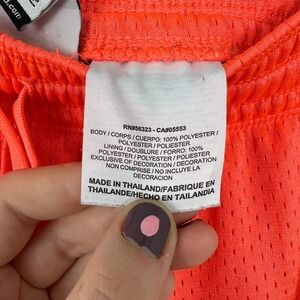 RN#56323 - CA#05553
BODY / CORPS / CUERPO: 100% POLYESTER /
POLYESTER / POLIESTER
LINING / DOUBLURE / FORRO: 100%
POLYESTER / POLYESTER / POLIESTER
EXCLUSIVE OF DECORATION / DECORATION
NON COMPRISE / NO INCLUYE LA
DECORACION
MADE IN THAILAND/FABRIQUE EN
THAILANDE/HECHO EN TAILANDIA